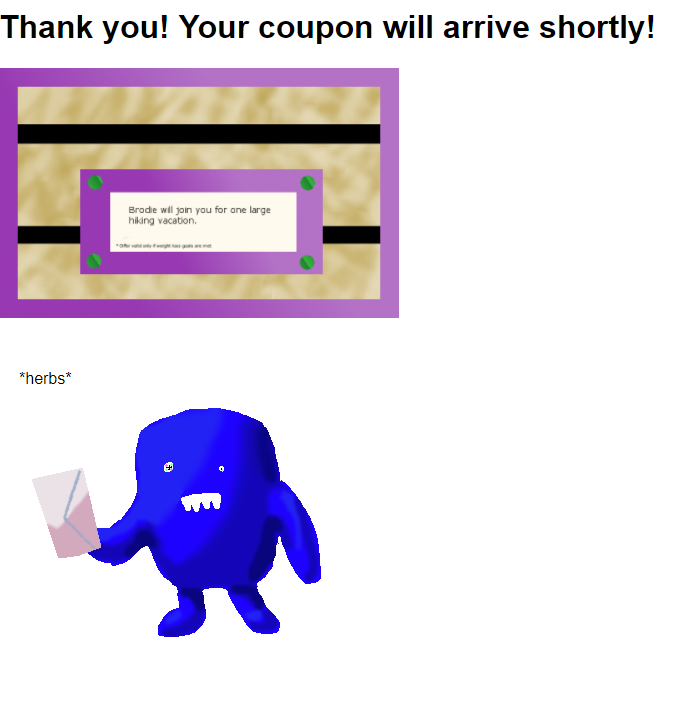 Thank you! Your coupon will arrive shortly!
Brodie will join you for one large
hiking vacation.
* Offer valid only if weight loss goals are met
*herbs*